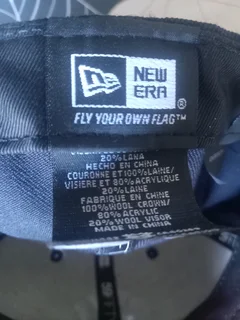 NEW
ERA
®
FLY YOUR OWN FLAG™
20%LANA
HECHO EN CHINA
COURONNE ET 100%LAINE/
VISIERE ET 80%ACRYLIQUE
20%LAINE
FABRIQUE EN CHINE
100%WOOL CROWN/
80% ACRYLIC
20% WOOL VISOR
MADE IN CHINA